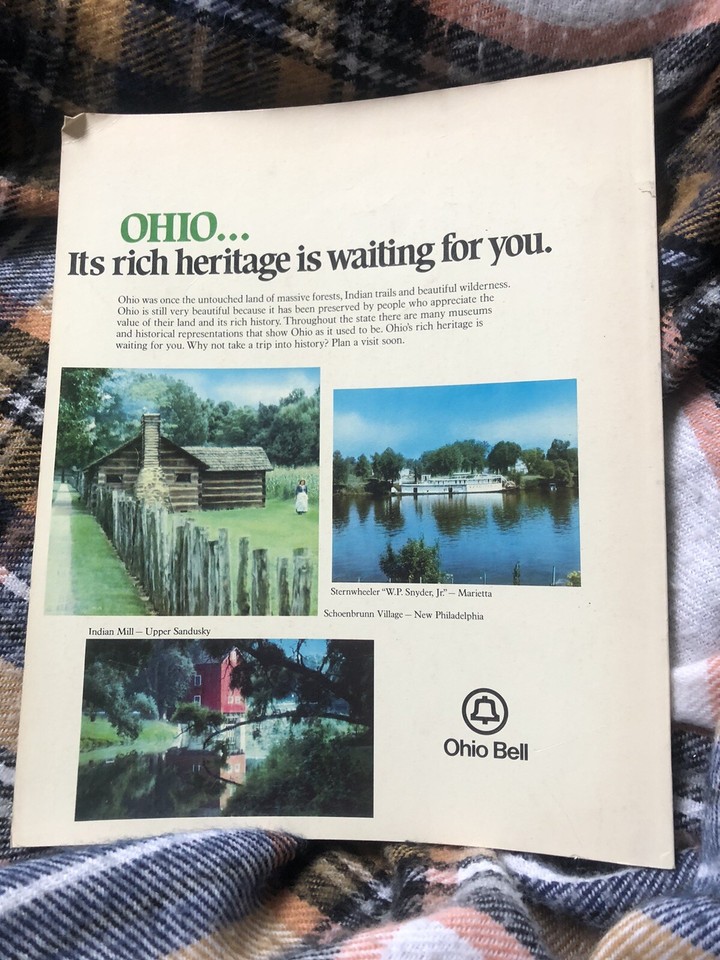 OHIO...
Its rich heritage is waiting for you.
Ohio was once the untouched land of massive forests, Indian trails and beautiful wilderness.
Ohio is still very beautiful because it has been preserved by people who appreciate the
value of their land and its rich history. Throughout the state there are many museums
and historical representations that show Ohio as it used to be. Ohio's rich heritage is
waiting for you. Why not take a trip into history? Plan a visit soon.
Sternwheeler "W.P. Snyder, Jr." — Marietta
Schoenbrunn Village — New Philadelphia
Indian Mill — Upper Sandusky
Ohio Bell